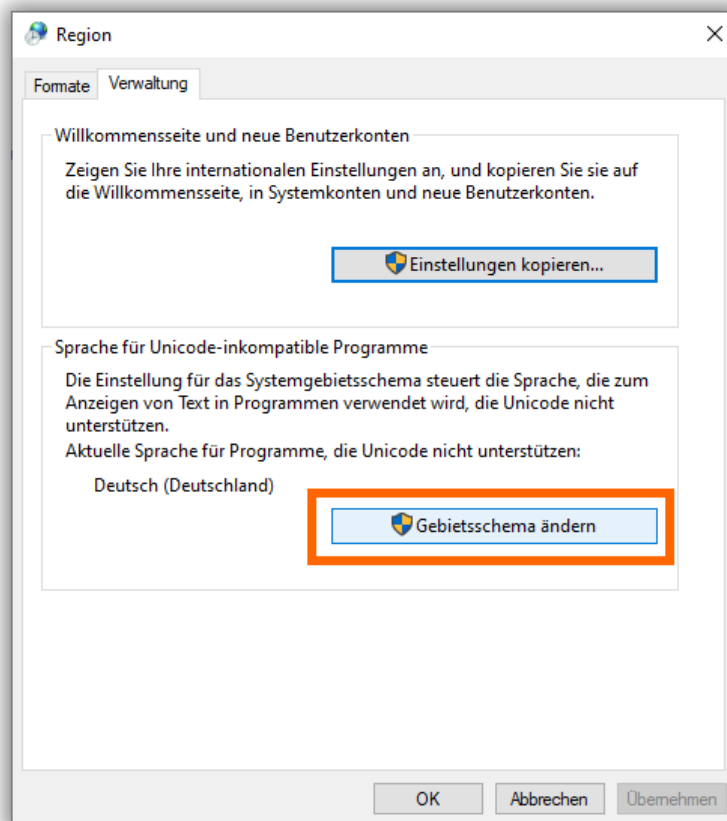 Region
Formate
Verwaltung
Willkommensseite und neue Benutzerkonten
Zeigen Sie Ihre internationalen Einstellungen an, und kopieren Sie sie auf
die Willkommensseite, in Systemkonten und neue Benutzerkonten.
Einstellungen kopieren...
Sprache für Unicode-inkompatible Programme
Die Einstellung für das Systemgebietsschema steuert die Sprache, die zum
Anzeigen von Text in Programmen verwendet wird, die Unicode nicht
unterstützen.
Aktuelle Sprache für Programme, die Unicode nicht unterstützen:
Deutsch (Deutschland)
Gebietsschema ändern
OK
Abbrechen
Übernehmen